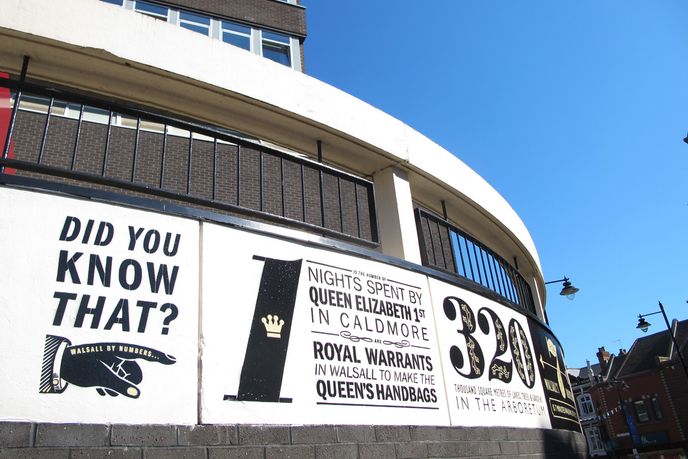 DID YOU
KNOW
THAT?
WALSALL BY NUMBERS...
1
IS THE NUMBER OF
NIGHTS SPENT BY
QUEEN ELIZABETH 1ST
IN CALDMORE
AND
ROYAL WARRANTS
IN WALSALL TO MAKE THE
QUEEN'S HANDBAGS
320
THOUSAND SQUARE METRES OF LAKES, TREES & GARDENS
IN THE ARBORETUM